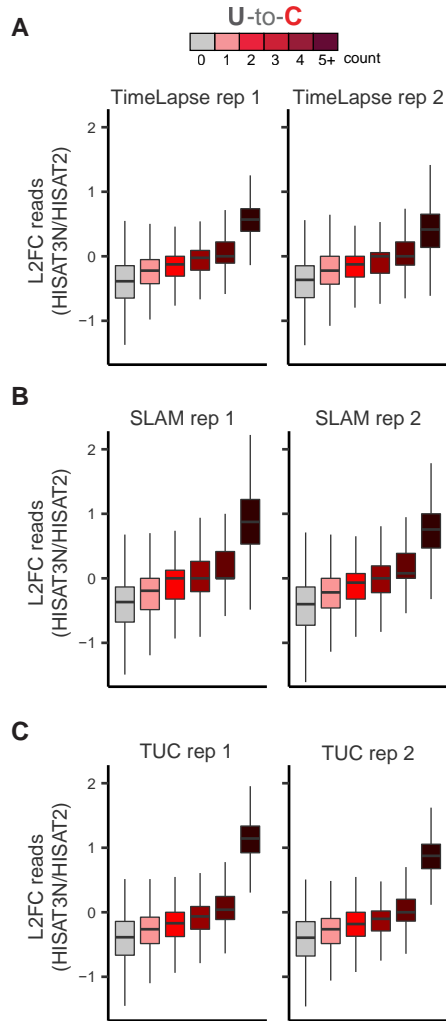 A
U-to-C
0 1 2 3 4 5+ count
TimeLapse rep 1 TimeLapse rep 2
L2FC reads
(HISAT3N/HISAT2)
2
1
0
−1
B
SLAM rep 1 SLAM rep 2
L2FC reads
(HISAT3N/HISAT2)
2
1
0
−1
C
TUC rep 1 TUC rep 2
L2FC reads
(HISAT3N/HISAT2)
2
1
0
−1